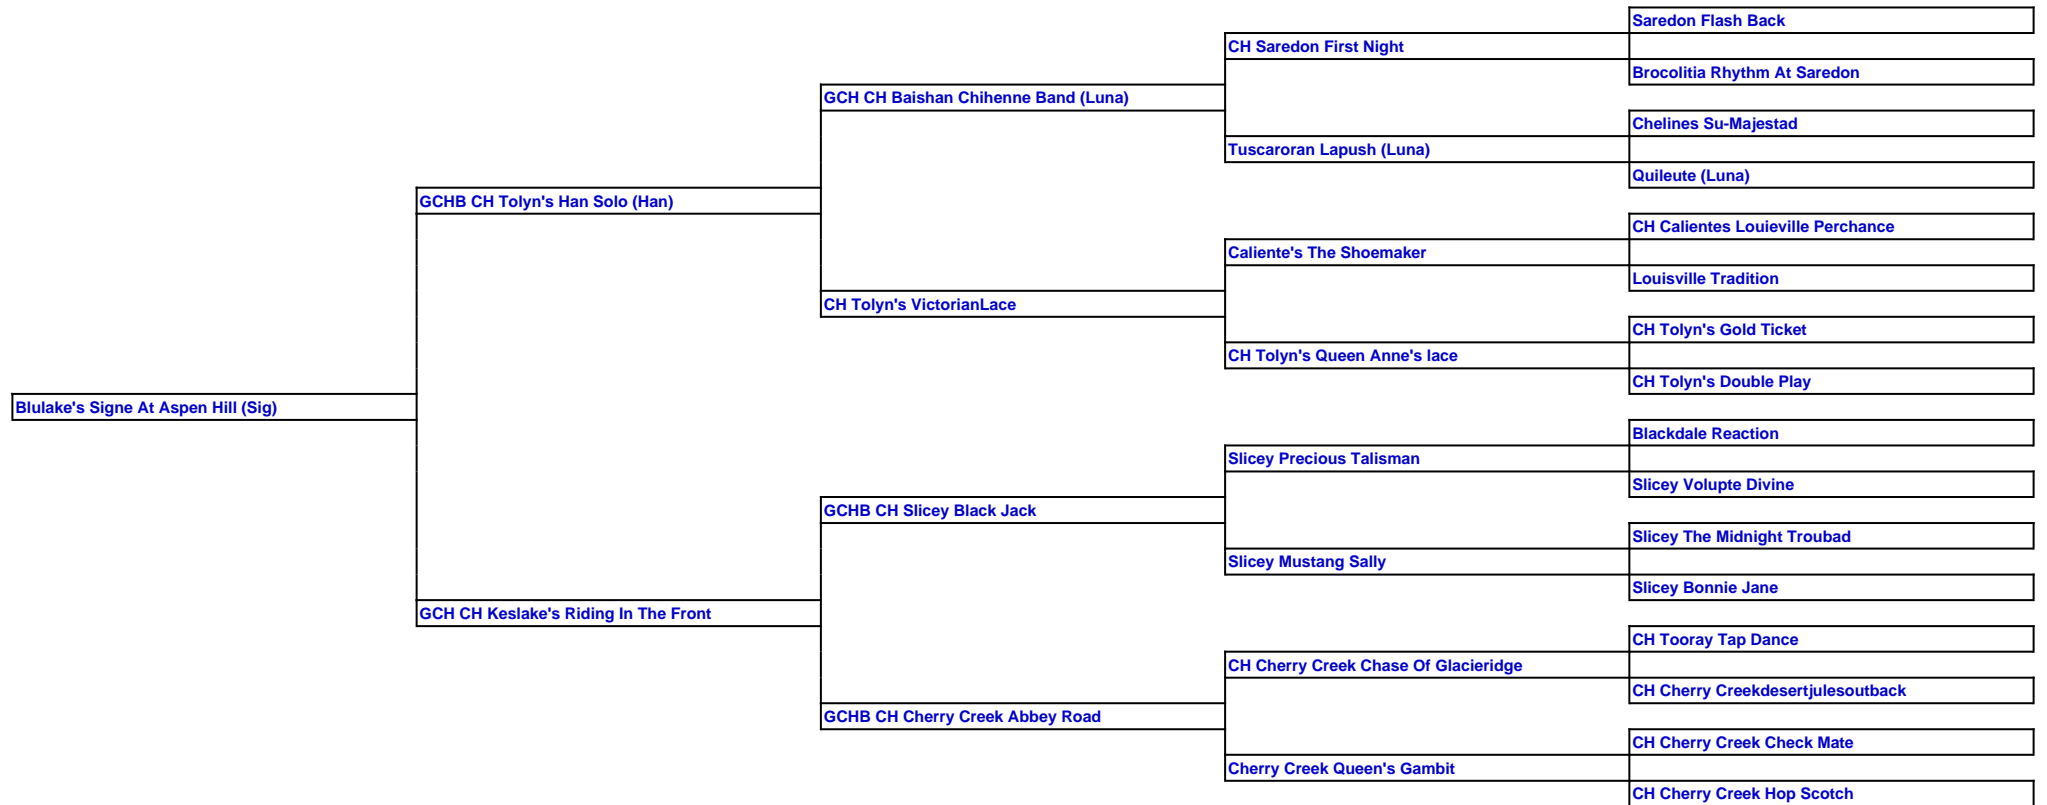 Saredon Flash Back
CH Saredon First Night
Brocolitia Rhythm At Saredon
GCH CH Baishan Chihenne Band (Luna)
Chelines Su-Majestad
Tuscaroran Lapush (Luna)
Quileute (Luna)
GCHB CH Tolyn's Han Solo (Han)
CH Calientes Louieville Perchance
Caliente's The Shoemaker
Louisville Tradition
CH Tolyn's VictorianLace
CH Tolyn's Gold Ticket
CH Tolyn's Queen Anne's lace
CH Tolyn's Double Play
Blulake's Signe At Aspen Hill (Sig)
Blackdale Reaction
Slicey Precious Talisman
Slicey Volupte Divine
GCHB CH Slicey Black Jack
Slicey The Midnight Troubad
Slicey Mustang Sally
Slicey Bonnie Jane
GCH CH Keslake's Riding In The Front
CH Tooray Tap Dance
CH Cherry Creek Chase Of Glacieridge
CH Cherry Creekdesertjulesoutback
GCHB CH Cherry Creek Abbey Road
CH Cherry Creek Check Mate
Cherry Creek Queen's Gambit
CH Cherry Creek Hop Scotch